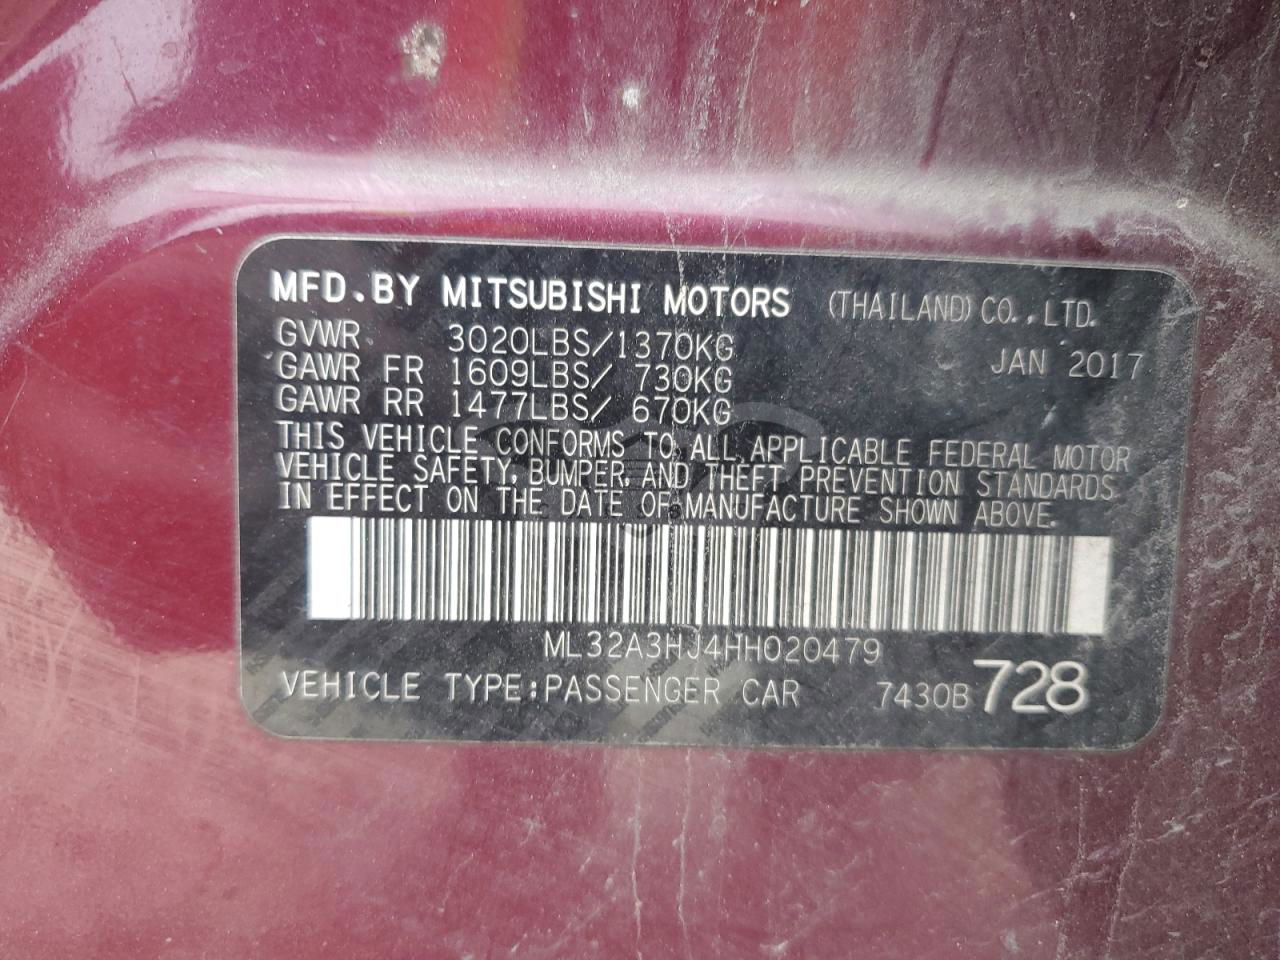 MFD.BY MITSUBISHI MOTORS (THAILAND) CO.,LTD.
GVWR 3020LBS/1370KG JAN 2017
GAWR FR 1609LBS/ 730KG
GAWR RR 1477LBS/ 670KG
THIS VEHICLE CONFORMS TO ALL APPLICABLE FEDERAL MOTOR
VEHICLE SAFETY, BUMPER, AND THEFT PREVENTION STANDARDS
IN EFFECT ON THE DATE OF MANUFACTURE SHOWN ABOVE.
ML32A3HJ4HH020479
VEHICLE TYPE:PASSENGER CAR 7430B 728